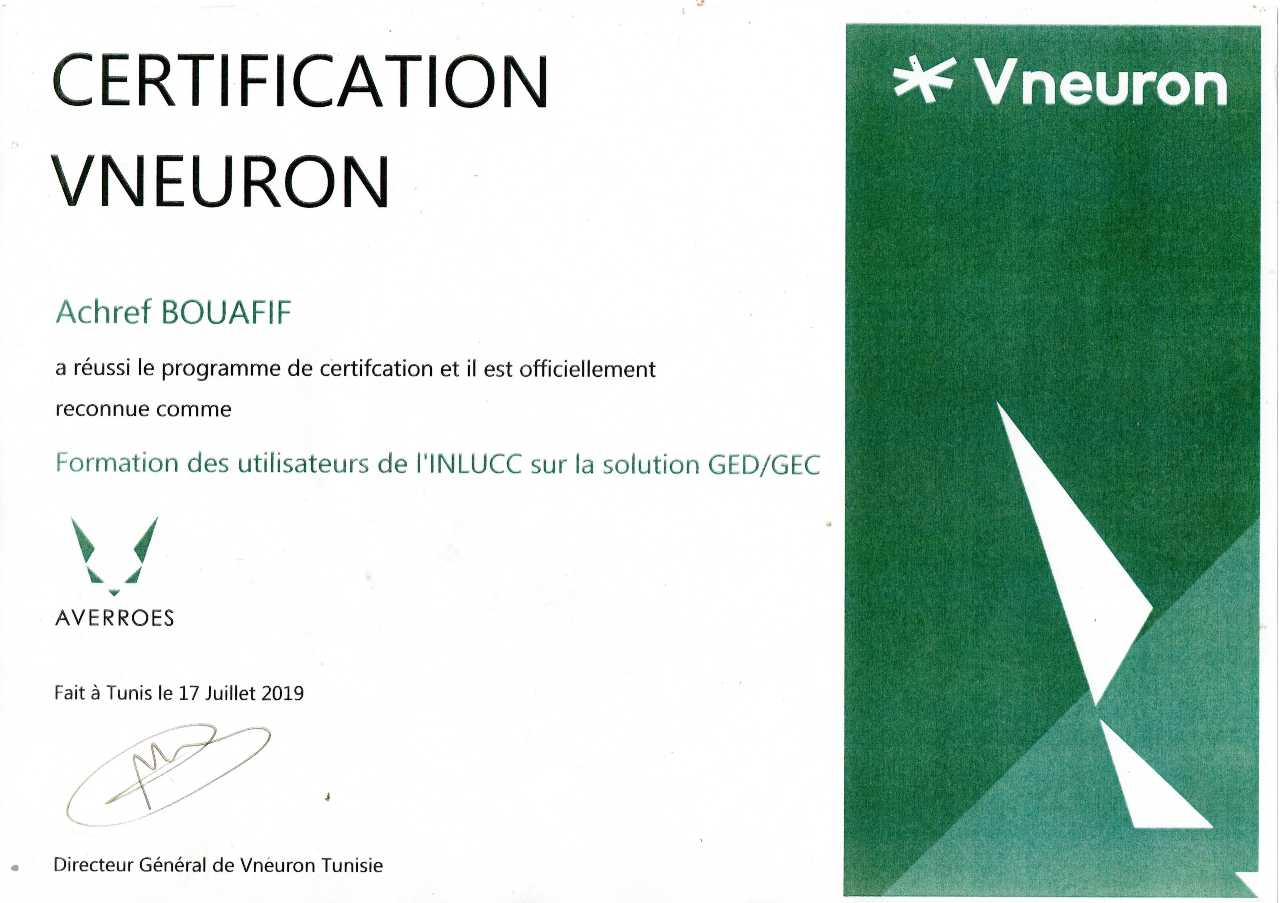 CERTIFICATION
VNEURON
Vneuron
Achref BOUAFIF
a réussi le programme de certifcation et il est officiellement
reconnue comme
Formation des utilisateurs de l'INLUCC sur la solution GED/GEC
AVERROES
Fait à Tunis le 17 Juillet 2019
Directeur Général de Vneuron Tunisie